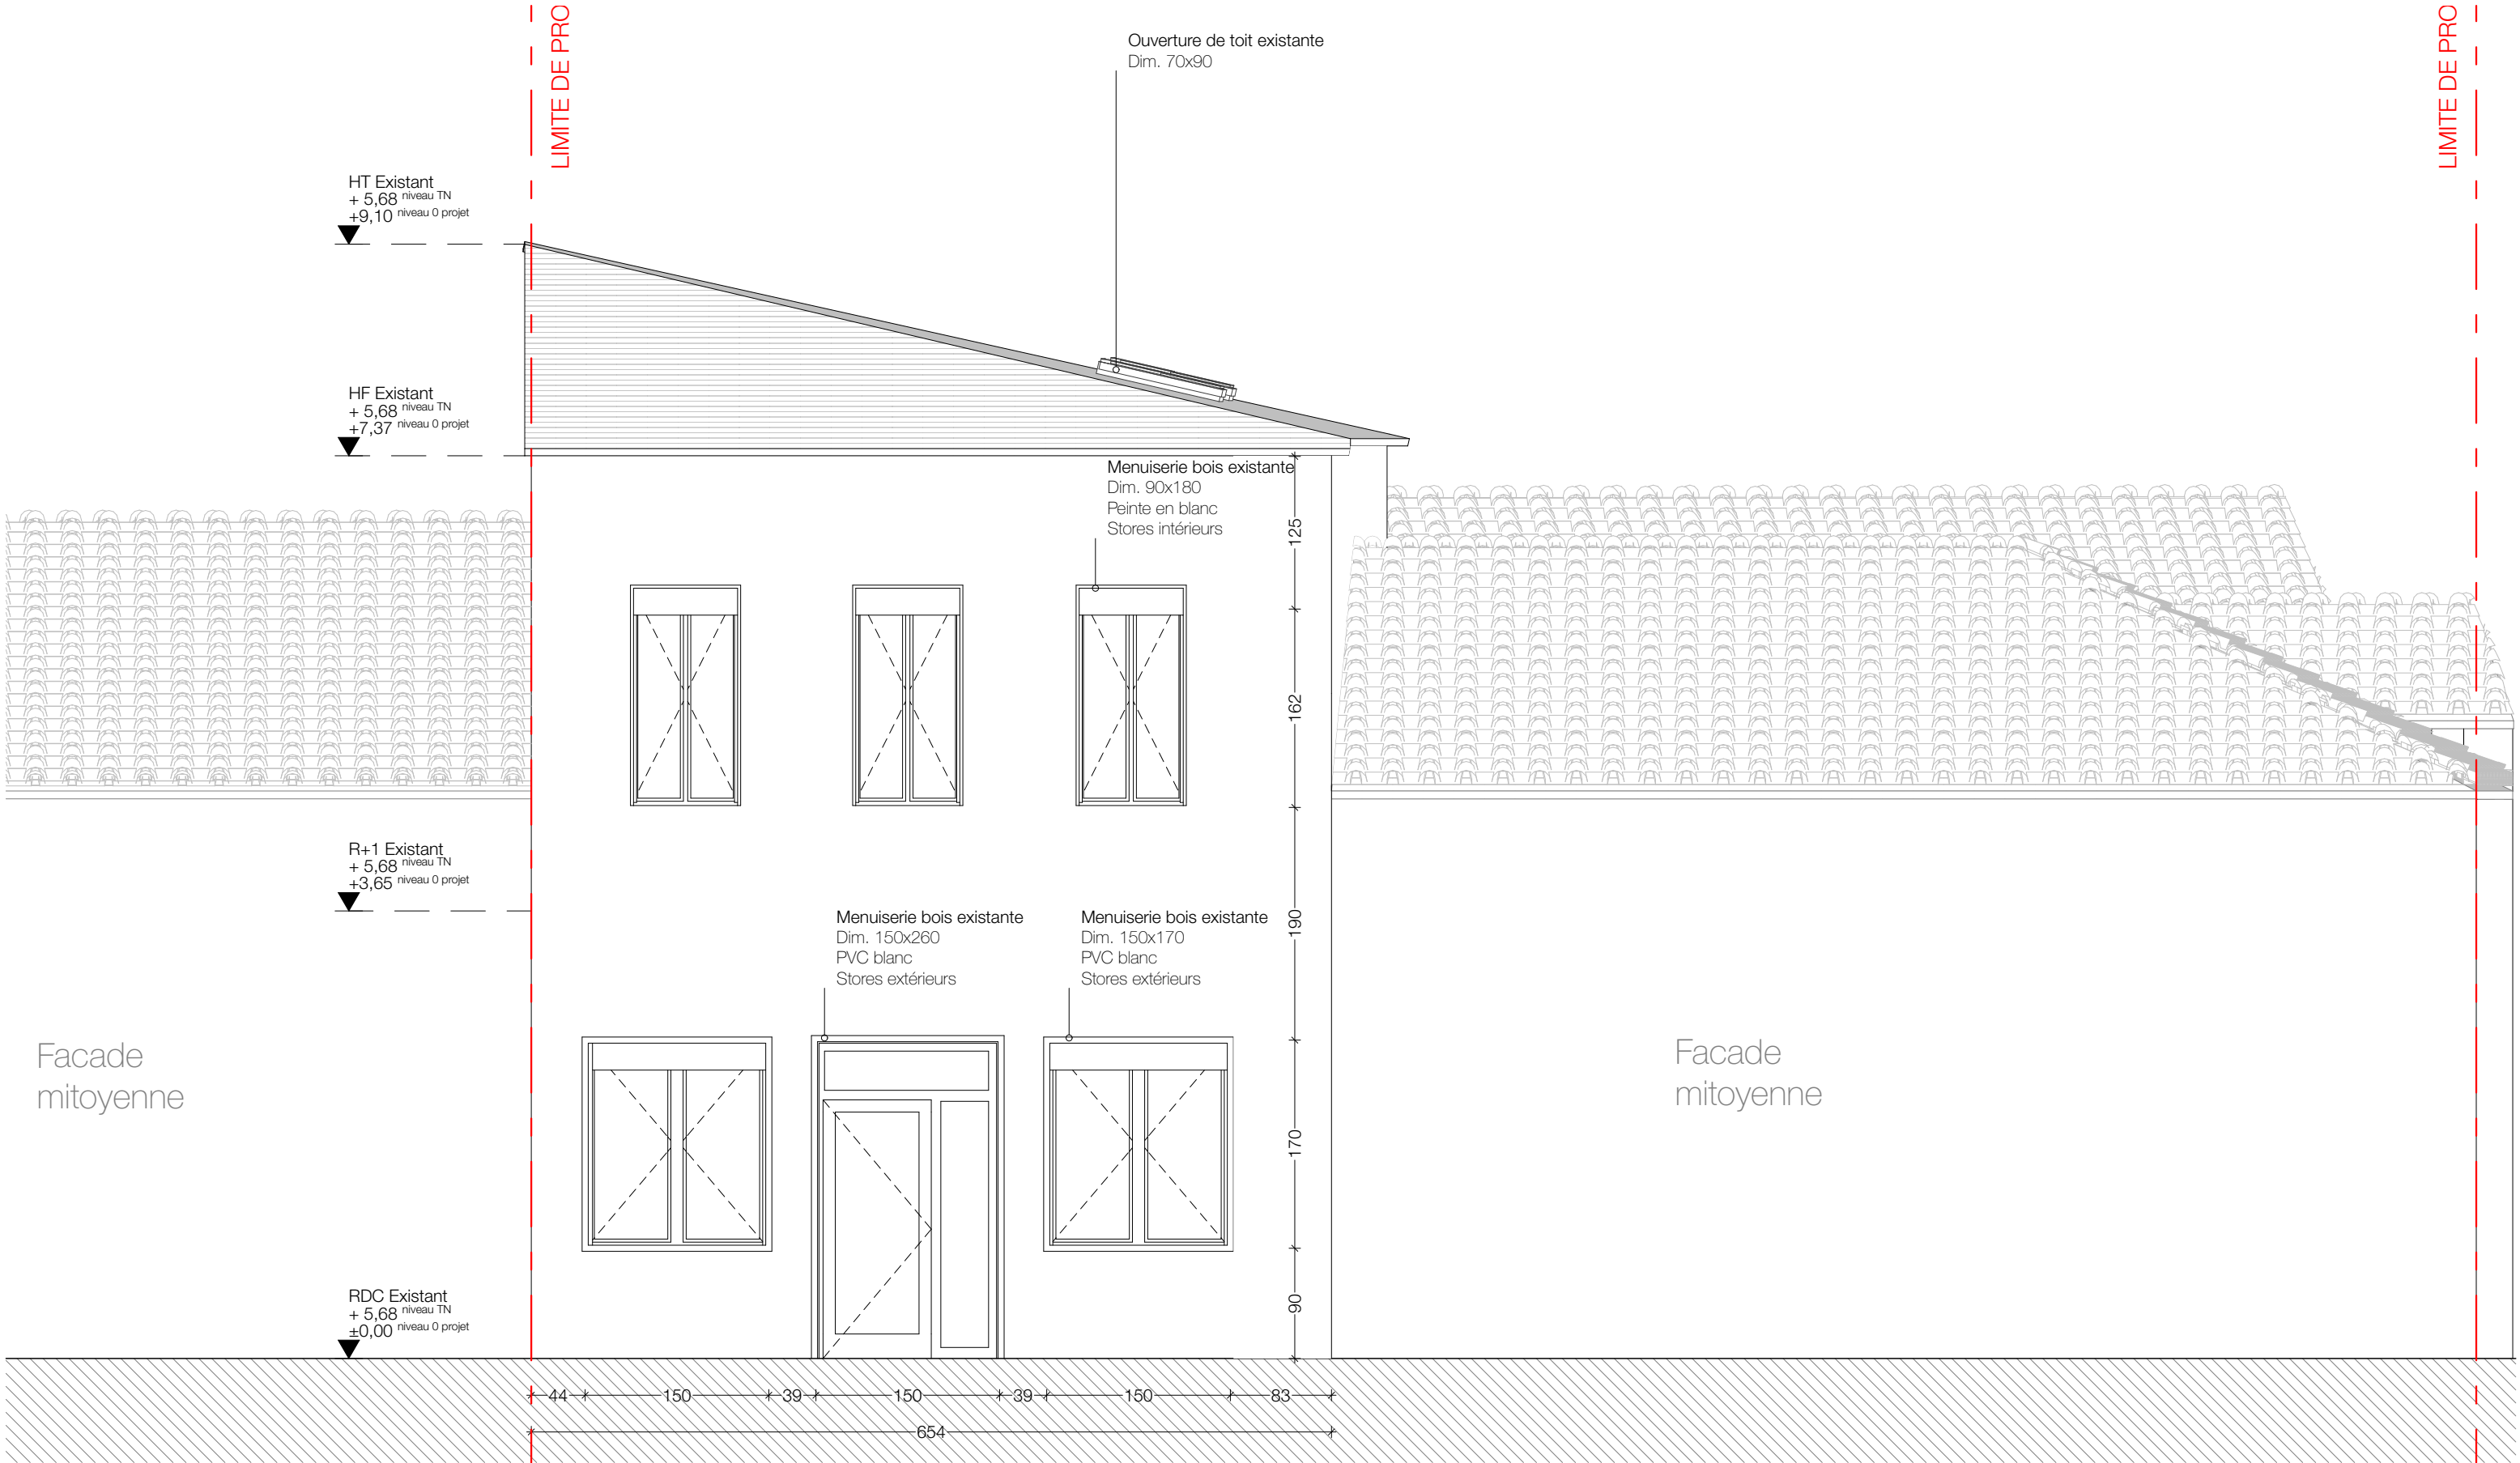 LIMITE DE PRO
LIMITE DE PRO
Ouverture de toit existante
Dim. 70x90
HT Existant
+ 5,68 niveau TN
+9,10 niveau 0 projet
HF Existant
+ 5,68 niveau TN
+7,37 niveau 0 projet
Menuiserie bois existante
Dim. 90x180
Peinte en blanc
Stores intérieurs
125
162
R+1 Existant
+ 5,68 niveau TN
+3,65 niveau 0 projet
Menuiserie bois existante
Dim. 150x260
PVC blanc
Stores extérieurs
Menuiserie bois existante
Dim. 150x170
PVC blanc
Stores extérieurs
190
Facade
mitoyenne
Facade
mitoyenne
170
RDC Existant
+ 5,68 niveau TN
±0,00 niveau 0 projet
90
44 150 39 150 39 150 83
654